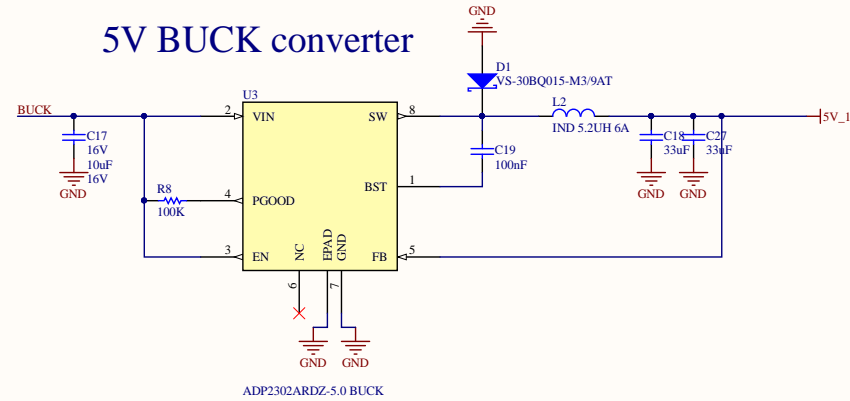 5V BUCK converter
GND
D1
VS-30BQ015-M3/9AT
U3
BUCK
2
VIN
SW
8
L2
IND 5.2UH 6A
5V_1
C17
16V
10uF
16V
GND
C19
100nF
C18
33uF
C27
33uF
GND
GND
R8
100K
4
PGOOD
BST
1
3
EN
NC
EPAD
GND
FB
5
6
7
GND
GND
ADP2302ARDZ-5.0 BUCK